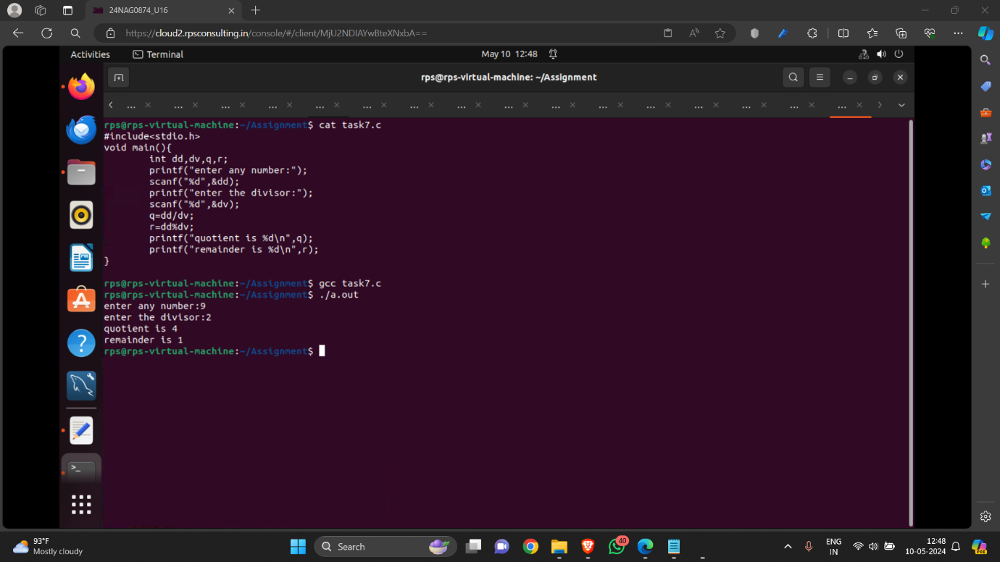 24NAG0874_U16
https://cloud2.rpsconsulting.in/console/#/client/MjU2NDIAYwBteXNxbA==
Activities
Terminal
May 10 12:48
rps@rps-virtual-machine: ~/Assignment
... ... ... ... ... ... ... ... ... ... ... ... ... ... ... ...
rps@rps-virtual-machine:~/Assignment$ cat task7.c
#include<stdio.h>
void main(){
        int dd,dv,q,r;
        printf("enter any number:");
        scanf("%d",&dd);
        printf("enter the divisor:");
        scanf("%d",&dv);
        q=dd/dv;
        r=dd%dv;
        printf("quotient is %d\n",q);
        printf("remainder is %d\n",r);
}
rps@rps-virtual-machine:~/Assignment$ gcc task7.c
rps@rps-virtual-machine:~/Assignment$ ./a.out
enter any number:9
enter the divisor:2
quotient is 4
remainder is 1
rps@rps-virtual-machine:~/Assignment$
93°F
Mostly cloudy
Search
40
ENG
IN
12:48
10-05-2024
PRE